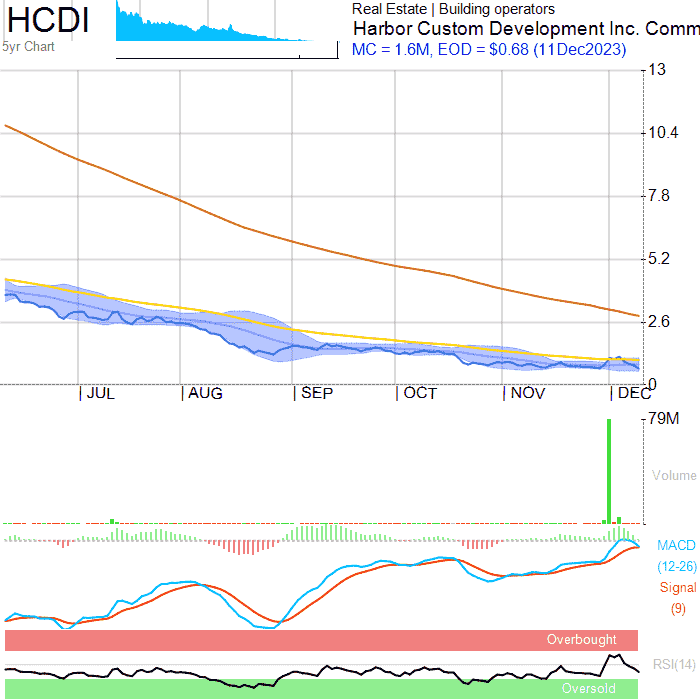 HCDI
5yr Chart
Real Estate | Building operators
Harbor Custom Development Inc. Comm
MC = 1.6M, EOD = $0.68 (11Dec2023)
13
10.4
7.8
5.2
2.6
0
JUL AUG SEP OCT NOV DEC
79M
Volume
MACD
(12-26)
Signal
(9)
Overbought
RSI(14)
Oversold